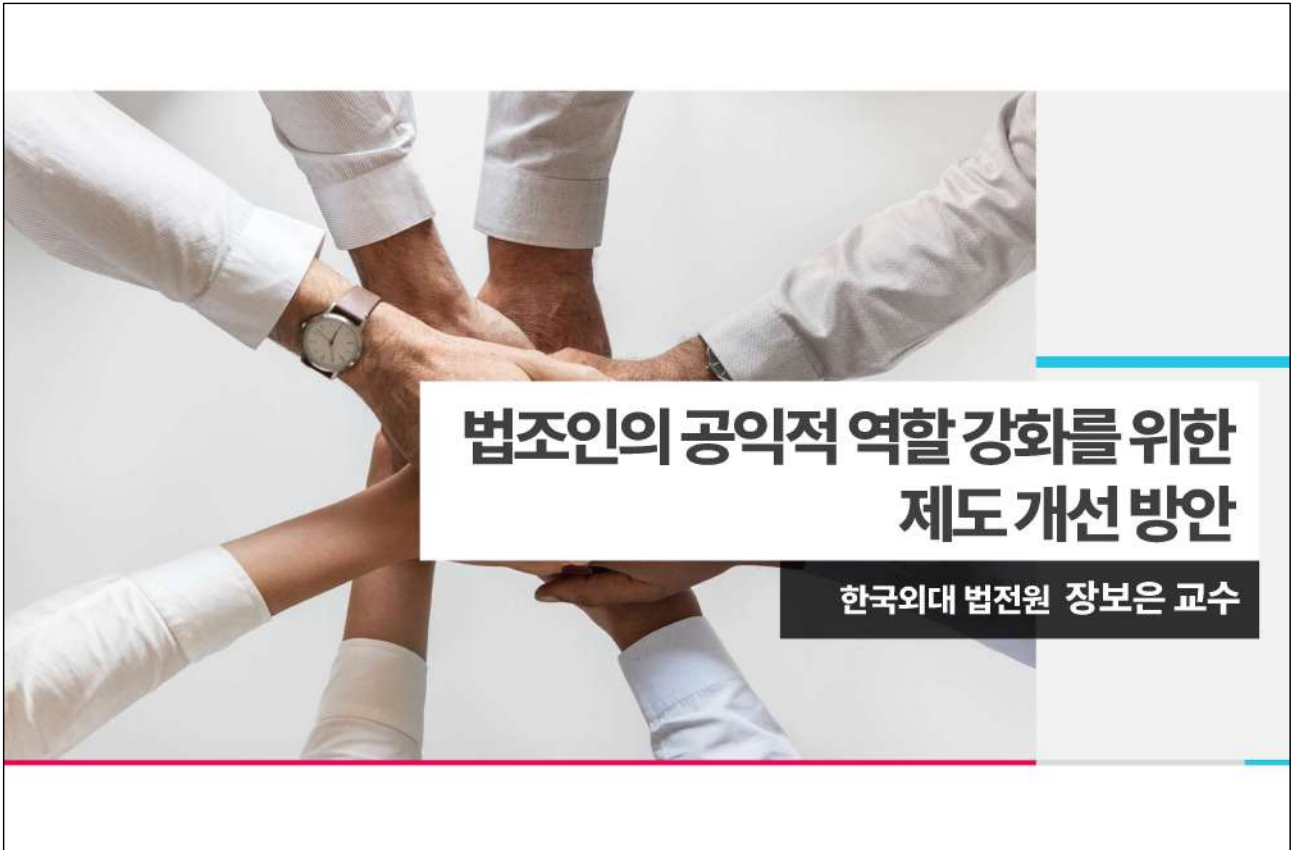 법조인의 공익적 역할 강화를 위한
제도 개선 방안
한국외대 법전원 장보은 교수